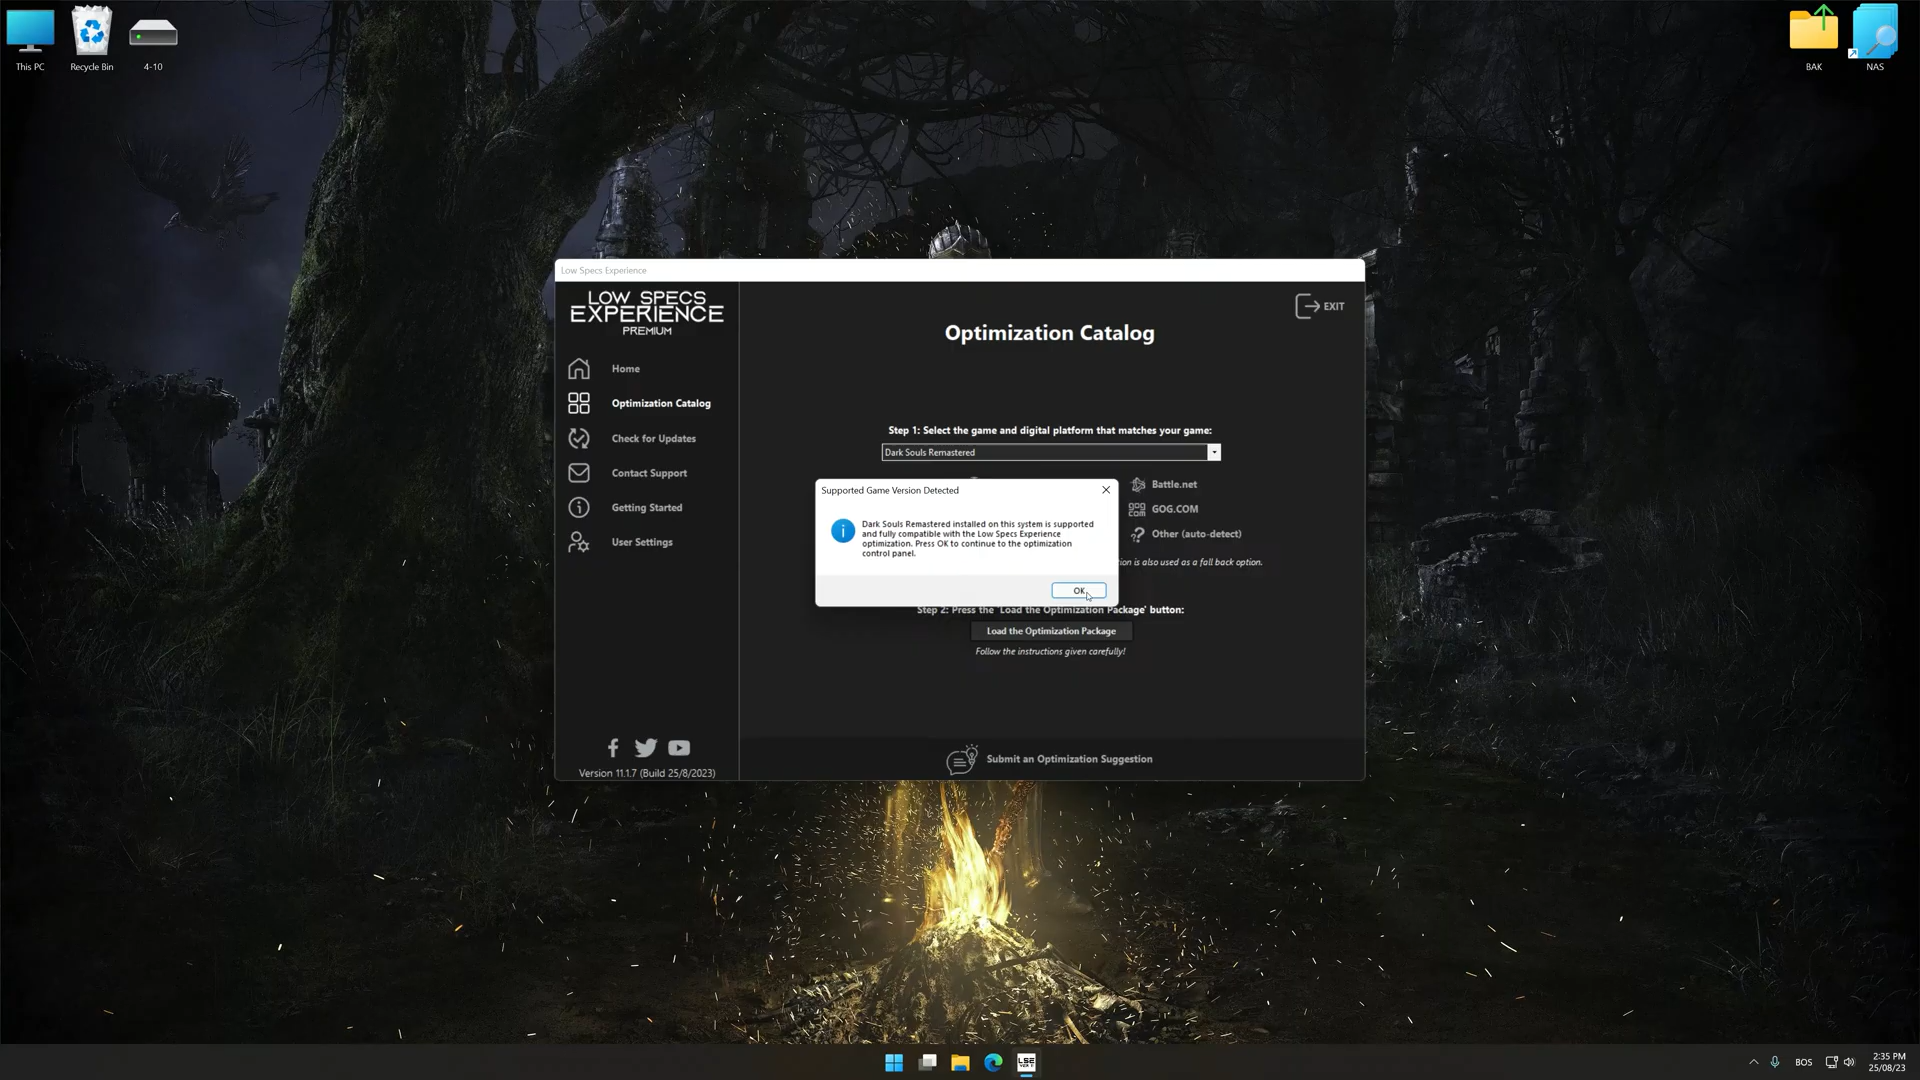 This PC
Recycle Bin
4-10
BAK
NAS
Low Specs Experience
LOW SPECS
EXPERIENCE
PREMIUM
EXIT
Optimization Catalog
Home
Optimization Catalog
Check for Updates
Contact Support
Getting Started
User Settings
Step 1: Select the game and digital platform that matches your game:
Dark Souls Remastered
Battle.net
GOG.COM
Other (auto-detect)
ion is also used as a fall back option.
Supported Game Version Detected
Dark Souls Remastered installed on this system is supported
and fully compatible with the Low Specs Experience
optimization. Press OK to continue to the optimization
control panel.
OK
Step 2: Press the 'Load the Optimization Package' button:
Load the Optimization Package
Follow the instructions given carefully!
Submit an Optimization Suggestion
Version 11.1.7 (Build 25/8/2023)
LSE
BOS
2:35 PM
25/08/23